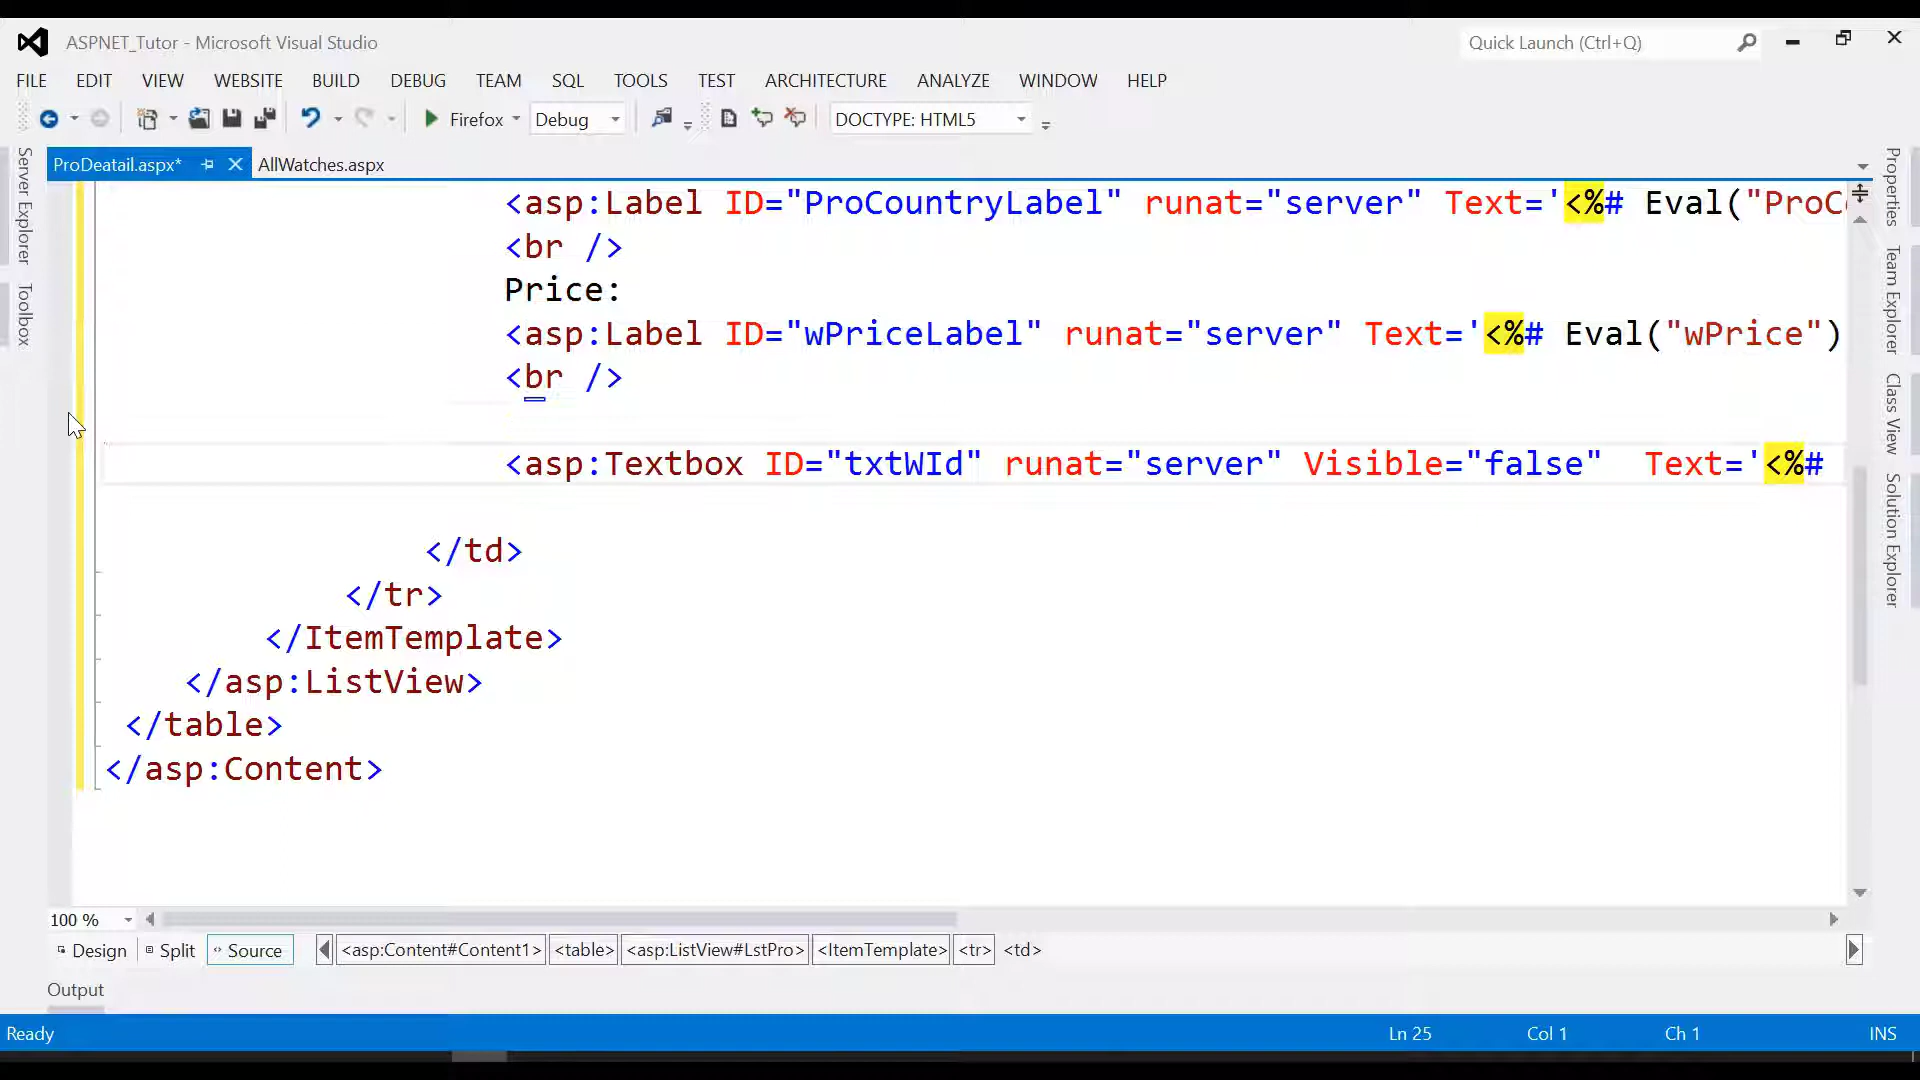 ASPNET_Tutor - Microsoft Visual Studio
Quick Launch (Ctrl+Q)
FILE EDIT VIEW WEBSITE BUILD DEBUG TEAM SQL TOOLS TEST ARCHITECTURE ANALYZE WINDOW HELP
Firefox Debug DOCTYPE: HTML5
ProDeatail.aspx* AllWatches.aspx
Server Explorer
Toolbox
<asp:Label ID="ProCountryLabel" runat="server" Text='<%# Eval("ProCo
<br />
Price:
<asp:Label ID="wPriceLabel" runat="server" Text='<%# Eval("wPrice")
<br />
<asp:Textbox ID="txtWId" runat="server" Visible="false" Text='<%#
</td>
</tr>
</ItemTemplate>
</asp:ListView>
</table>
</asp:Content>
Properties
Team Explorer
Class View
Solution Explorer
100 %
Design Split Source <asp:Content#Content1> <table> <asp:ListView#LstPro> <ItemTemplate> <tr> <td>
Output
Ready Ln 25 Col 1 Ch 1 INS